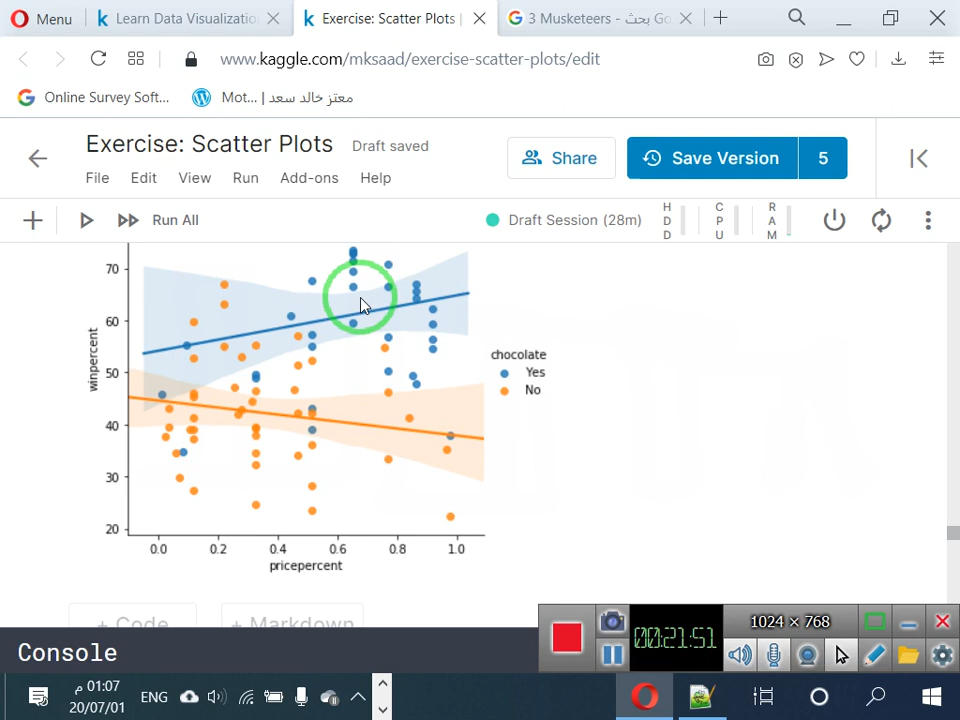 Menu
Learn Data Visualizatio
Exercise: Scatter Plots |
3 Musketeers - بحث Go
www.kaggle.com/mksaad/exercise-scatter-plots/edit
Online Survey Soft...
Mot... | معتز خالد سعد
Exercise: Scatter Plots
Draft saved
Share
Save Version
5
File
Edit
View
Run
Add-ons
Help
Run All
Draft Session (28m)
HDD
CPU
RAM
70
60
50
40
30
20
winpercent
chocolate
Yes
No
0.0
0.2
0.4
0.6
0.8
1.0
pricepercent
+ Code
+ Markdown
Console
00:21:51
1024 × 768
ENG
01:07 م
20/07/01